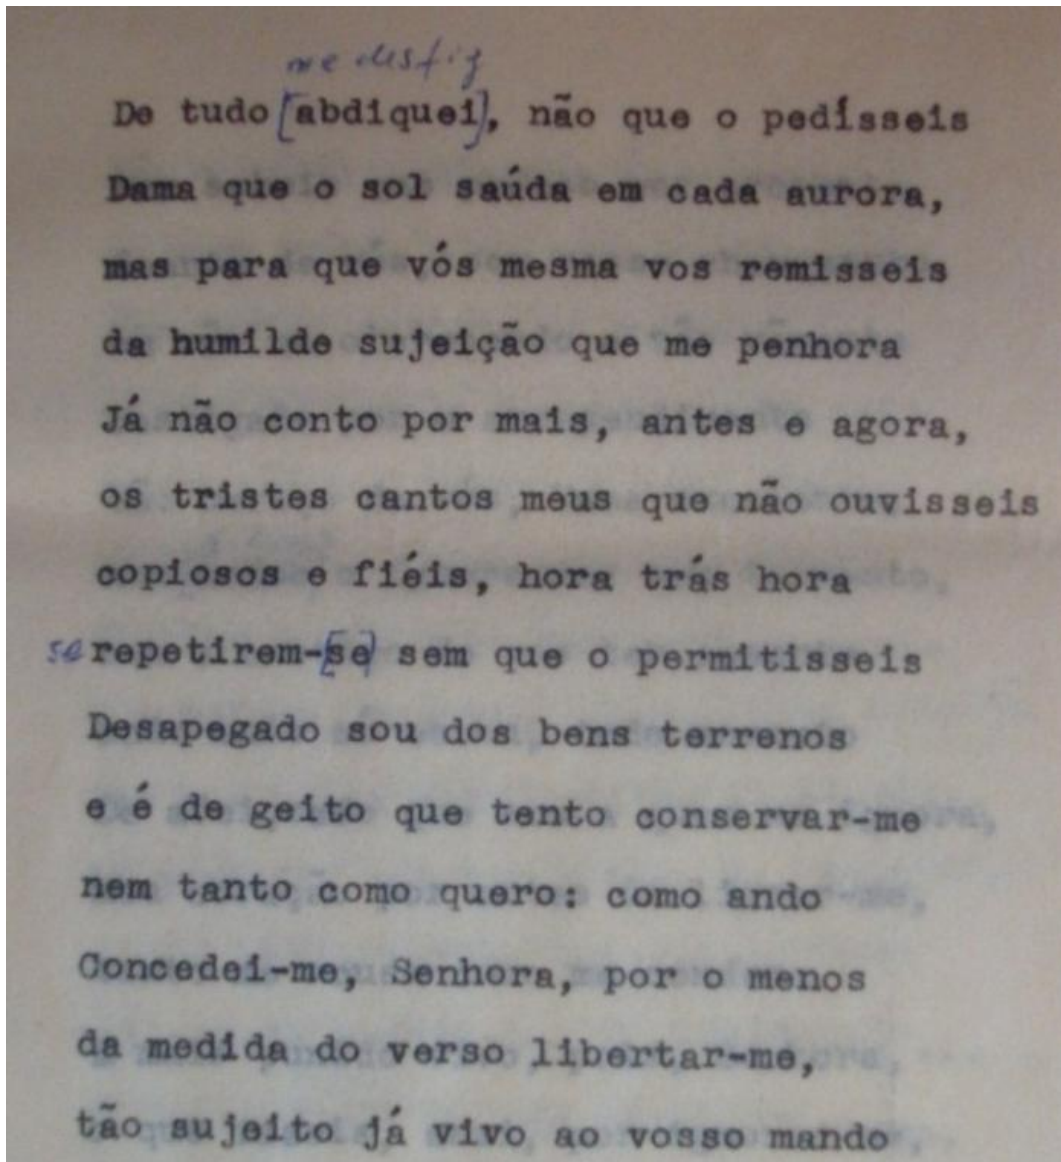 me desfiz
De tudo [abdiquei], não que o pedísseis
Dama que o sol saúda em cada aurora,
mas para que vós mesma vos remisseis
da humilde sujeição que me penhora
Já não conto por mais, antes e agora,
os tristes cantos meus que não ouvisseis
copiosos e fiéis, hora trás hora
se repetirem-[se] sem que o permitisseis
Desapegado sou dos bens terrenos
e é de geito que tento conservar-me
nem tanto como quero: como ando
Concedei-me, Senhora, por o menos
da medida do verso libertar-me,
tão sujeito já vivo ao vosso mando